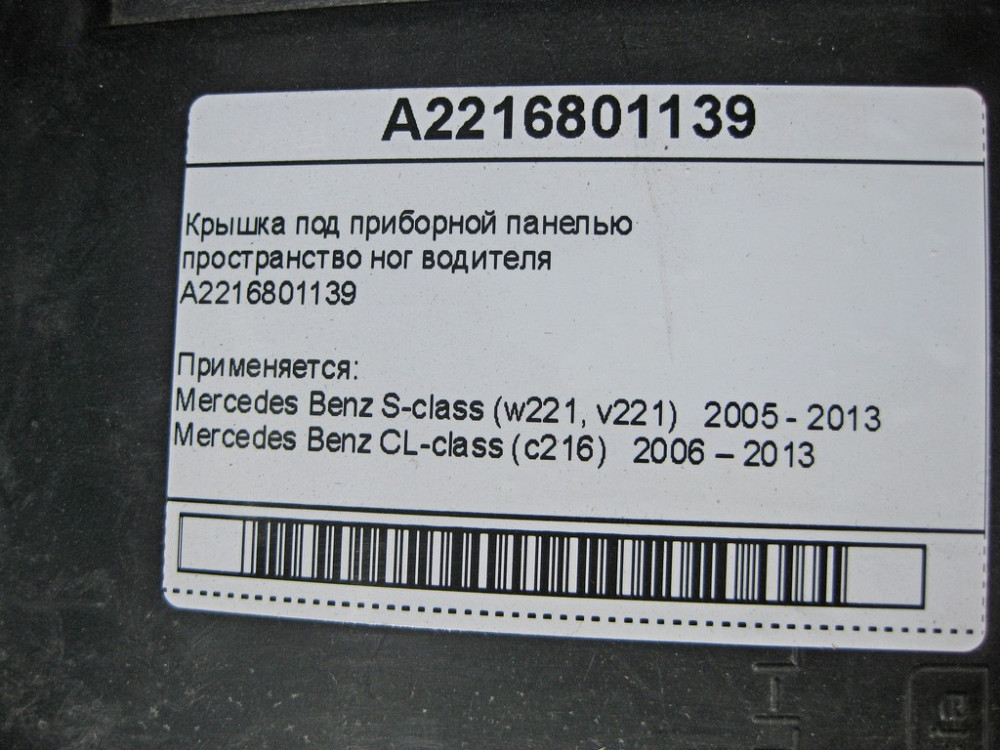 A2216801139
Крышка под приборной панелью
пространство ног водителя
A2216801139
Применяется:
Mercedes Benz S-class (w221, v221) 2005 - 2013
Mercedes Benz CL-class (c216) 2006 – 2013